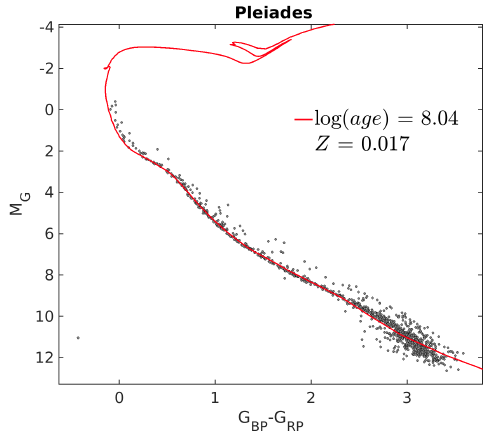 Pleiades
-4
-2
0
2
4
6
8
10
12
M_G
log(age) = 8.04
Z = 0.017
0
1
2
3
G_BP-G_RP